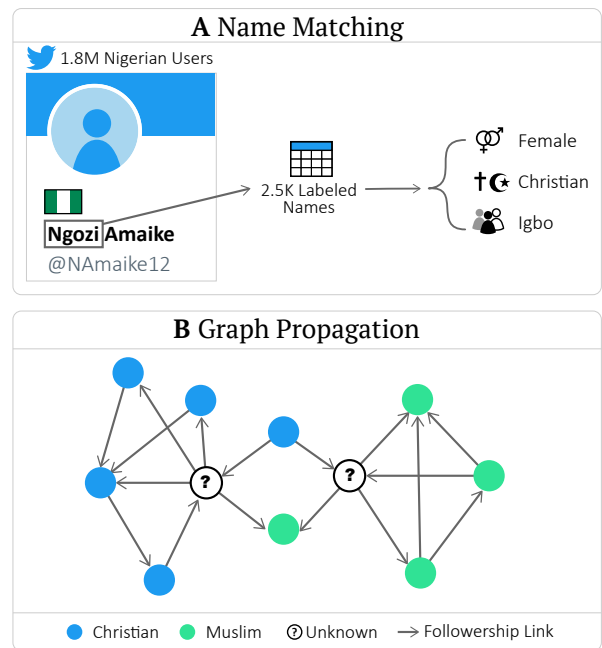 A Name Matching
1.8M Nigerian Users
Ngozi Amaike
@NAmaike12
2.5K Labeled
Names
Female
Christian
Igbo
B Graph Propagation
?
?
Christian
Muslim
? Unknown
Followership Link